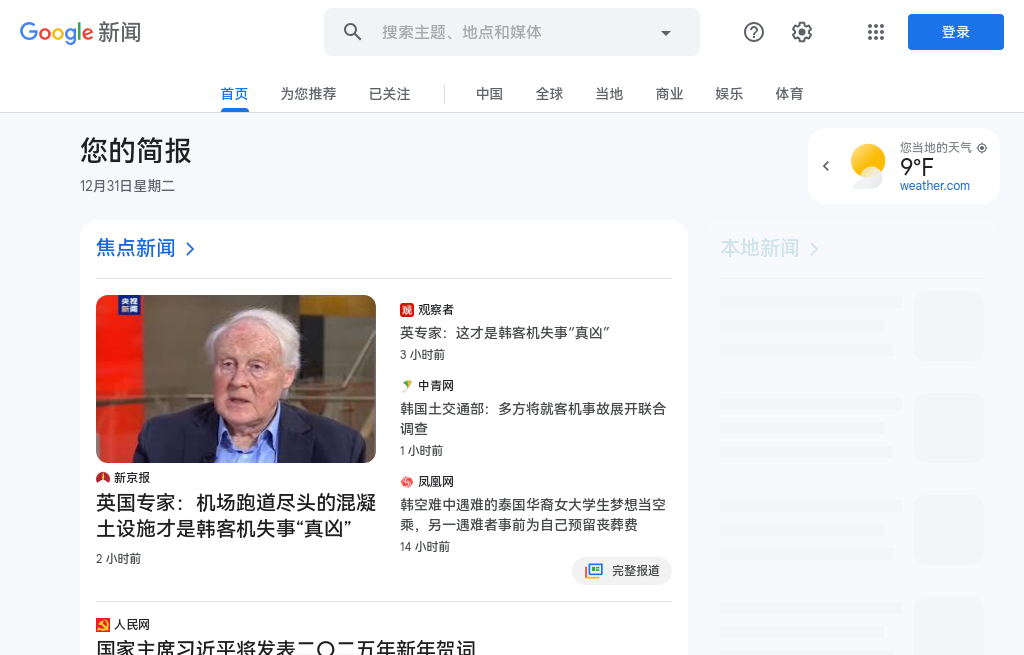 Google 新闻
搜索主题、地点和媒体
登录
首页
为您推荐
已关注
中国
全球
当地
商业
娱乐
体育
您的简报
12月31日星期二
您当地的天气
9°F
weather.com
焦点新闻
本地新闻
央视
新闻
新京报
英国专家：机场跑道尽头的混凝
土设施才是韩客机失事“真凶”
2 小时前
观 观察者
英专家：这才是韩客机失事“真凶”
3 小时前
中青网
韩国土交通部：多方将就客机事故展开联合
调查
1 小时前
凤凰网
韩空难中遇难的泰国华裔女大学生梦想当空
乘，另一遇难者事前为自己预留丧葬费
14 小时前
完整报道
人民网
国家主席习近平将发表二〇二五年新年贺词